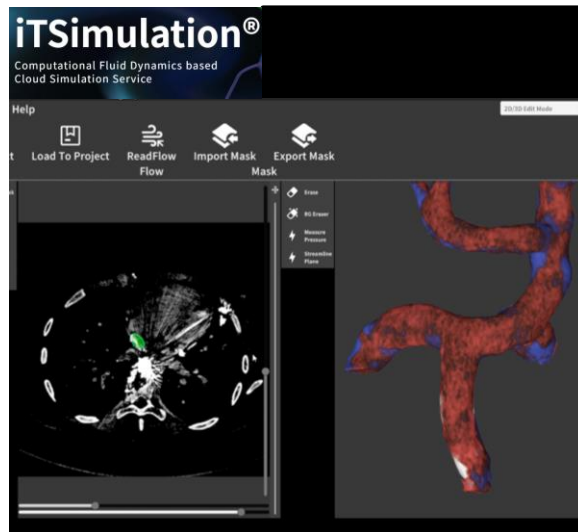 iTSimulation®
Computational Fluid Dynamics based
Cloud Simulation Service
Help
2D/3D Edit Mode
Load To Project
ReadFlow
Import Mask
Export Mask
Flow
Mask
Erase
RG Eraser
Measure
Pressure
Streamline
Plane